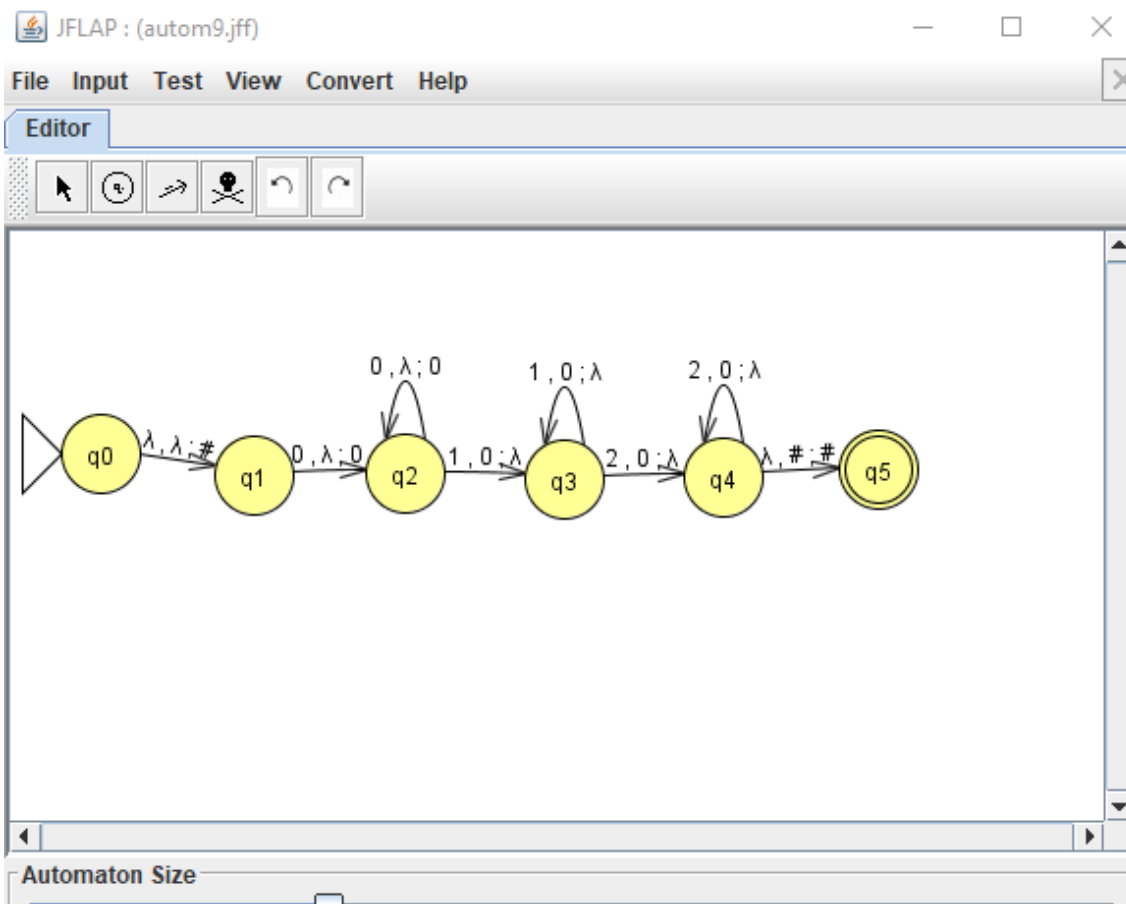 JFLAP : (autom9.jff)
File Input Test View Convert Help
Editor
0 , λ ; 0 1 , 0 ; λ 2 , 0 ; λ
λ , λ ; # 0 , λ ; 0 1 , 0 ; λ 2 , 0 ; λ λ , # ; #
q0 q1 q2 q3 q4 q5
Automaton Size